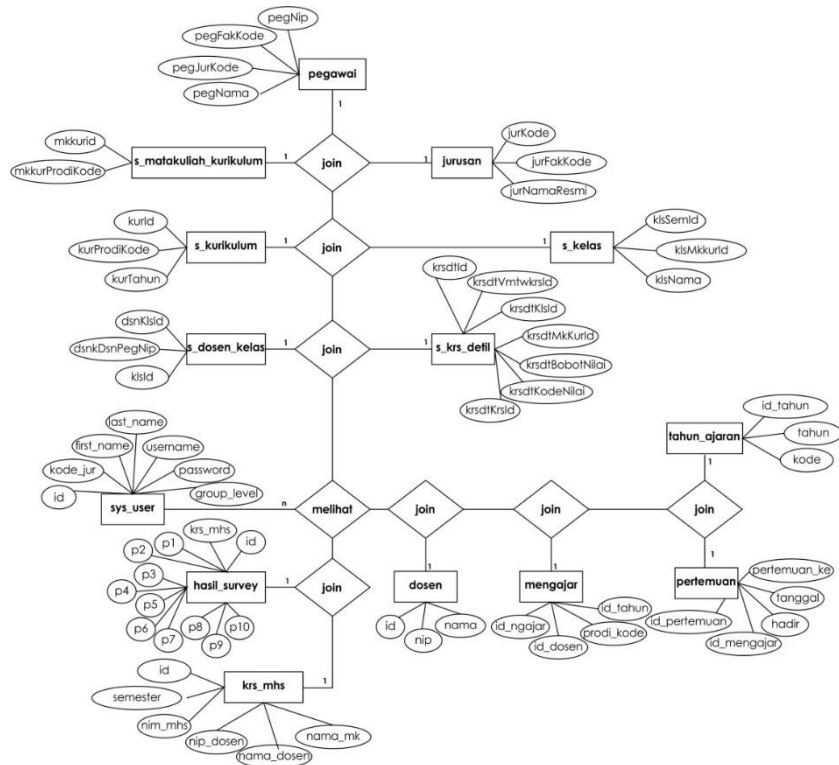 pegNip
pegFakKode
pegJurKode
pegNama
pegawai
1
mkkurid
mkkurProdiKode
s_matakuliah_kurikulum
1
join
1
jurusan
jurKode
jurFakKode
jurNamaResmi
kurId
kurProdiKode
kurTahun
s_kurikulum
1
join
1
s_kelas
klsSemId
klsMkkurId
klsNama
dsnKlsId
dsnkDsnPegNip
klsId
s_dosen_kelas
1
join
1
s_krs_detil
krsdtId
krsdtVmtwkrsId
krsdtKlsId
krsdtMkKurId
krsdtBobotNilai
krsdtKodeNilai
krsdtKrsId
last_name
first_name
username
kode_jur
password
id
group_level
sys_user
n
melihat
join
join
join
tahun_ajaran
id_tahun
tahun
kode
1
krs_mhs
p1
id
p2
p3
p4
p5
p6
p7
p8
p9
p10
hasil_survey
1
join
1
dosen
id
nip
nama
1
mengajar
id_ngajar
id_dosen
prodi_kode
id_tahun
1
pertemuan
pertemuan_ke
tanggal
hadir
id_mengajar
id_pertemuan
id
semester
nim_mhs
nip_dosen
nama_dosen
nama_mk
krs_mhs
1